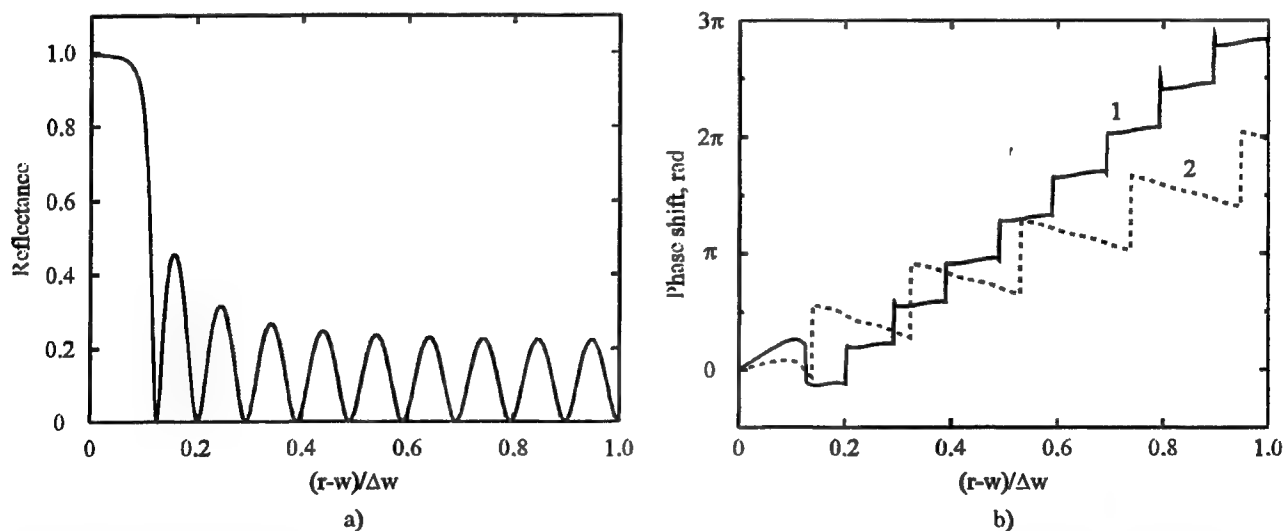 Reflectance
1.0
0.8
0.6
0.4
0.2
0
0 0.2 0.4 0.6 0.8 1.0
(r-w)/Δw
a)
Phase shift, rad
3π
2π
π
0
1
2
0 0.2 0.4 0.6 0.8 1.0
(r-w)/Δw
b)